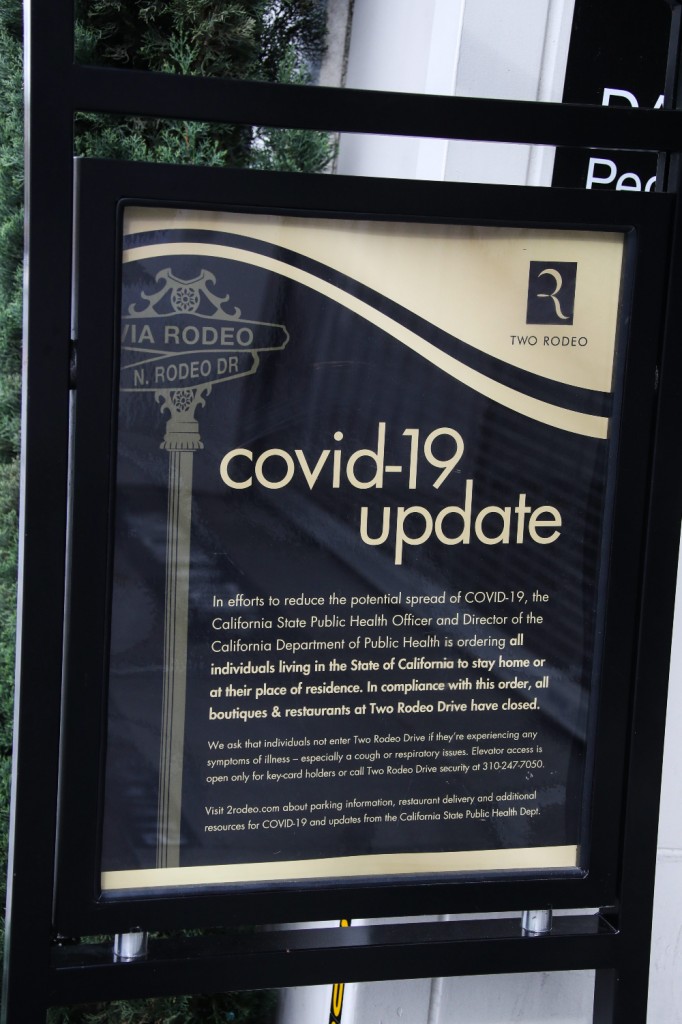 VIA RODEO
N. RODEO DR
R
TWO RODEO
covid-19
update
In efforts to reduce the potential spread of COVID-19, the
California State Public Health Officer and Director of the
California Department of Public Health is ordering all
individuals living in the State of California to stay home or
at their place of residence. In compliance with this order, all
boutiques & restaurants at Two Rodeo Drive have closed.
We ask that individuals not enter Two Rodeo Drive if they're experiencing any
symptoms of illness – especially a cough or respiratory issues. Elevator access is
open only for key-card holders or call Two Rodeo Drive security at 310-247-7050.
Visit 2rodeo.com about parking information, restaurant delivery and additional
resources for COVID-19 and updates from the California State Public Health Dept.